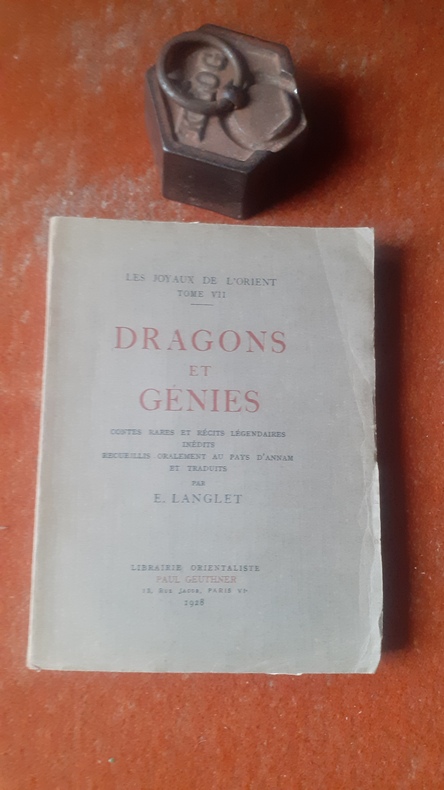 LES JOYAUX DE L'ORIENT
TOME VII
DRAGONS
ET
GÉNIES
CONTES RARES ET RÉCITS LÉGENDAIRES
INÉDITS
RECUEILLIS ORALEMENT AU PAYS D'ANNAM
ET TRADUITS
PAR
E. LANGLET
LIBRAIRIE ORIENTALISTE
PAUL GEUTHNER
13, Rue Jacob, PARIS VIe
1928